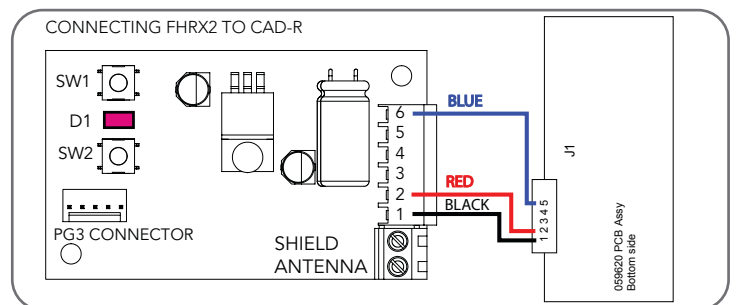 CONNECTING FHRX2 TO CAD-R
SW1
D1
SW2
PG3 CONNECTOR
SHIELD
ANTENNA
6
5
4
3
2
1
BLUE
RED
BLACK
1 2 3 4 5
J1
059620 PCB Assy
Bottom side